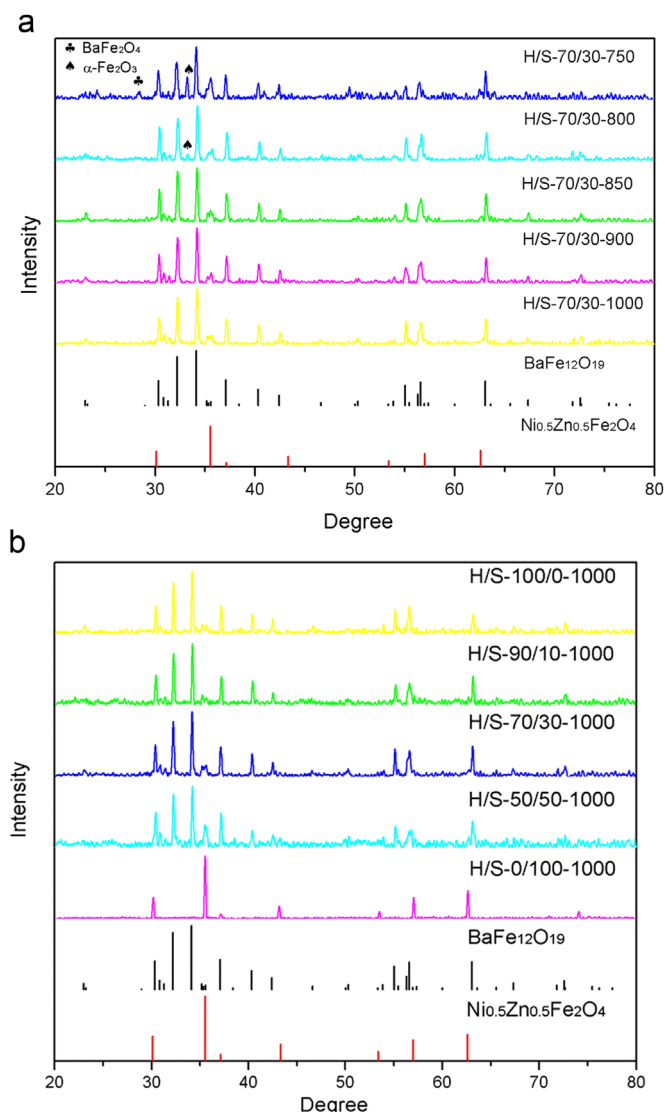 a
♣ BaFe₂O₄
♠ α-Fe₂O₃
H/S-70/30-750
H/S-70/30-800
♠
H/S-70/30-850
H/S-70/30-900
H/S-70/30-1000
BaFe₁₂O₁₉
Ni₀.₅Zn₀.₅Fe₂O₄
Intensity
20 30 40 50 60 70 80
Degree
b
H/S-100/0-1000
H/S-90/10-1000
H/S-70/30-1000
H/S-50/50-1000
H/S-0/100-1000
BaFe₁₂O₁₉
Ni₀.₅Zn₀.₅Fe₂O₄
Intensity
20 30 40 50 60 70 80
Degree